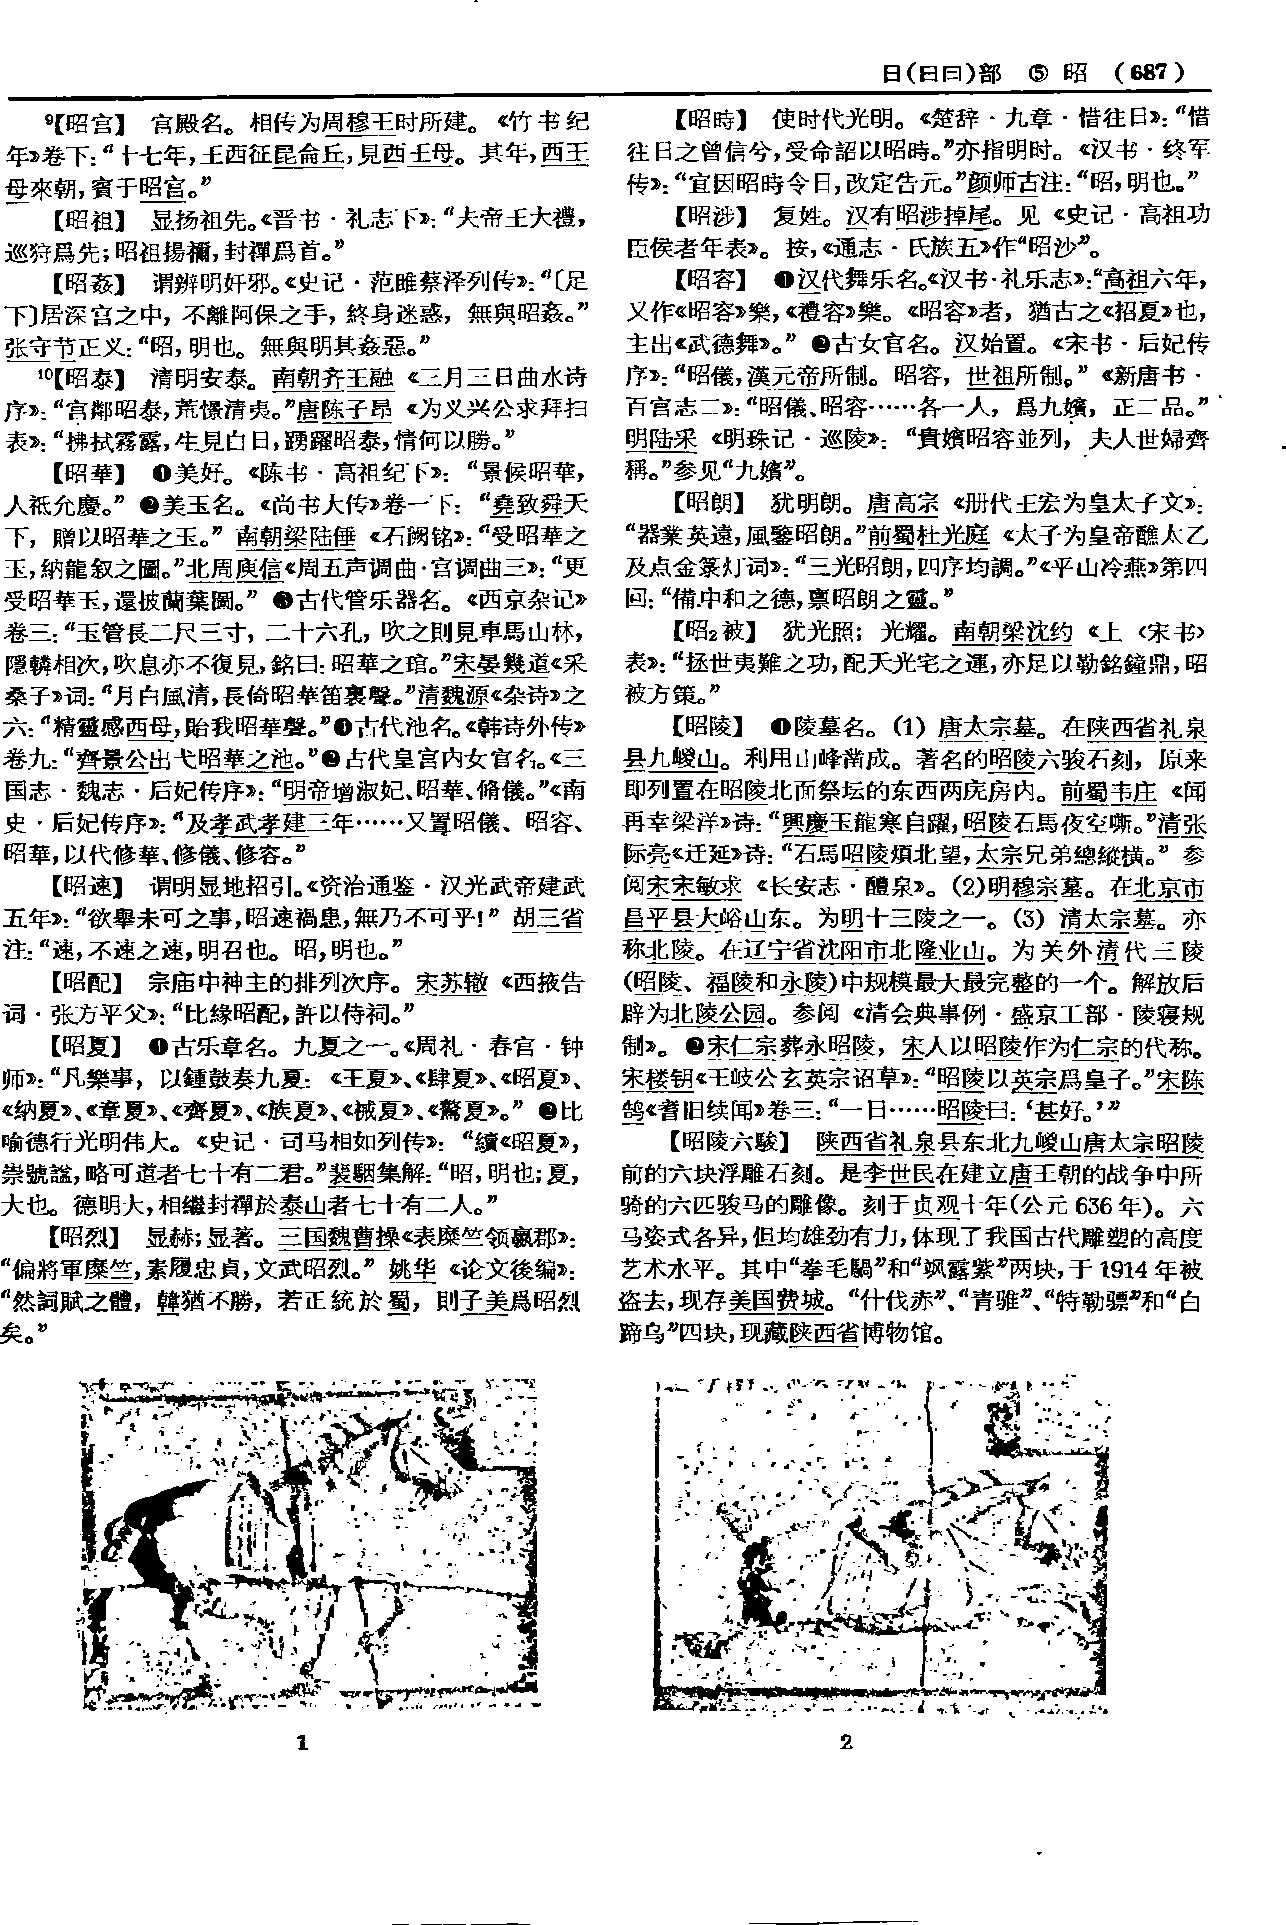 日(日曰)部 ⑤ 昭 (687)
⁹【昭宫】 宫殿名。相传为周穆王时所建。《竹书纪
年》卷下：“十七年，王西征昆侖丘，見西王母。其年，西王
母來朝，賓于昭宫。”
【昭祖】 显扬祖先。《晋书·礼志下》：“夫帝王大禮，
巡狩爲先；昭祖揚禰，封禪爲首。”
【昭姦】 谓辨明奸邪。《史记·范雎蔡泽列传》：“〔足
下〕居深宫之中，不離阿保之手，終身迷惑，無與昭姦。”
张守节正义：“昭，明也。無與明其姦惡。”
¹⁰【昭泰】 清明安泰。南朝齐王融《三月三日曲水诗
序》：“宫鄰昭泰，荒憬清夷。”唐陈子昂《为义兴公求拜扫
表》：“拂拭霧露，生見白日，踴躍昭泰，情何以勝。”
【昭華】 ❶美好。《陈书·高祖纪下》：“景候昭華，
人祇允慶。”❷美玉名。《尚书大传》卷一下：“堯致舜天
下，贈以昭華之玉。”南朝梁陆倕《石阙铭》：“受昭華之
玉，納龍叙之圖。”北周庾信《周五声调曲·宫调曲三》：“更
受昭華玉，還披蘭葉圖。”❸古代管乐器名。《西京杂记》
卷三：“玉管長二尺三寸，二十六孔，吹之則見車馬山林，
隱轔相次，吹息亦不復見，銘曰：昭華之琯。”宋晏幾道《采
桑子》词：“月白風清，長倚昭華笛裏聲。”清魏源《杂诗》之
六：“精靈感西母，貽我昭華聲。”❹古代池名。《韩诗外传》
卷九：“齊景公出弋昭華之池。”❷古代皇宫内女官名。《三
国志·魏志·后妃传序》：“明帝增淑妃、昭華、脩儀。”《南
史·后妃传序》：“及孝武孝建三年……又置昭儀、昭容、
昭華，以代修華、修儀、修容。”
【昭速】 谓明显地招引。《资治通鉴·汉光武帝建武
五年》：“欲舉未可之事，昭速禍患，無乃不可乎！”胡三省
注：“速，不速之速，明召也。昭，明也。”
【昭配】 宗庙中神主的排列次序。宋苏辙《西掖告
词·张方平父》：“比緣昭配，許以侍祠。”
【昭夏】 ❶古乐章名。九夏之一。《周礼·春官·钟
师》：“凡樂事，以鍾鼓奏九夏：《王夏》、《肆夏》、《昭夏》、
《纳夏》、《章夏》、《齊夏》、《族夏》、《祴夏》、《驁夏》。”❷比
喻德行光明伟大。《史记·司马相如列传》：“續《昭夏》，
崇號謚，略可道者七十有二君。”裴駰集解：“昭，明也；夏，
大也。德明大，相繼封禪於泰山者七十有二人。”
【昭烈】 显赫；显著。三国魏曹操《表糜竺领嬴郡》：
“偏將軍糜竺，素履忠貞，文武昭烈。”姚华《论文後编》：
“然詞賦之體，韓猶不勝，若正統於蜀，則子美爲昭烈
矣。”
【昭時】 使时代光明。《楚辞·九章·惜往日》：“惜
往日之曾信兮，受命詔以昭時。”亦指明时。《汉书·终军
传》：“宜因昭時令日，改定告元。”颜师古注：“昭，明也。”
【昭涉】 复姓。汉有昭涉掉尾。见《史记·高祖功
臣侯者年表》。按，《通志·氏族五》作“昭沙”。
【昭容】 ❶汉代舞乐名。《汉书·礼乐志》：“高祖六年，
又作《昭容》樂，《禮容》樂。《昭容》者，猶古之《招夏》也，
主出《武德舞》。”❷古女官名。汉始置。《宋书·后妃传
序》：“昭儀，漢元帝所制。昭容，世祖所制。”《新唐书·
百官志二》：“昭儀、昭容……各一人，爲九嬪，正二品。”
明陆采《明珠记·巡陵》：“貴嬪昭容並列，夫人世婦齊
稱。”参见“九嬪”。
【昭朗】 犹明朗。唐高宗《册代王宏为皇太子文》：
“器業英遠，風鑒昭朗。”前蜀杜光庭《太子为皇帝醮太乙
及点金箓灯词》：“三光昭朗，四序均調。”《平山冷燕》第四
回：“備中和之德，禀昭朗之靈。”
【昭₂被】 犹光照；光耀。南朝梁沈约《上〈宋书〉
表》：“拯世夷難之功，配天光宅之運，亦足以勒銘鐘鼎，昭
被方策。”
【昭陵】 ❶陵墓名。(1) 唐太宗墓。在陕西省礼泉
县九嵕山。利用山峰凿成。著名的昭陵六骏石刻，原来
即列置在昭陵北面祭坛的东西两庑房内。前蜀韦庄《闻
再幸梁洋》诗：“興慶玉龍寒自躍，昭陵石馬夜空嘶。”清张
际亮《迁延》诗：“石馬昭陵煩北望，太宗兄弟總縱横。”参
阅宋宋敏求《长安志·醴泉》。(2)明穆宗墓。在北京市
昌平县大峪山东。为明十三陵之一。(3) 清太宗墓。亦
称北陵。在辽宁省沈阳市北隆业山。为关外清代三陵
(昭陵、福陵和永陵)中规模最大最完整的一个。解放后
辟为北陵公园。参阅《清会典事例·盛京工部·陵寝规
制》。❷宋仁宗葬永昭陵，宋人以昭陵作为仁宗的代称。
宋楼钥《王岐公玄英宗诏草》：“昭陵以英宗爲皇子。”宋陈
鹄《耆旧续闻》卷三：“一日……昭陵曰：‘甚好。’”
【昭陵六駿】 陕西省礼泉县东北九嵕山唐太宗昭陵
前的六块浮雕石刻。是李世民在建立唐王朝的战争中所
骑的六匹骏马的雕像。刻于贞观十年(公元636年)。六
马姿式各异，但均雄劲有力，体现了我国古代雕塑的高度
艺术水平。其中“拳毛騧”和“飒露紫”两块，于1914年被
盗去，现存美国费城。“什伐赤”、“青骓”、“特勒骠”和“白
蹄乌”四块，现藏陕西省博物馆。
1
2